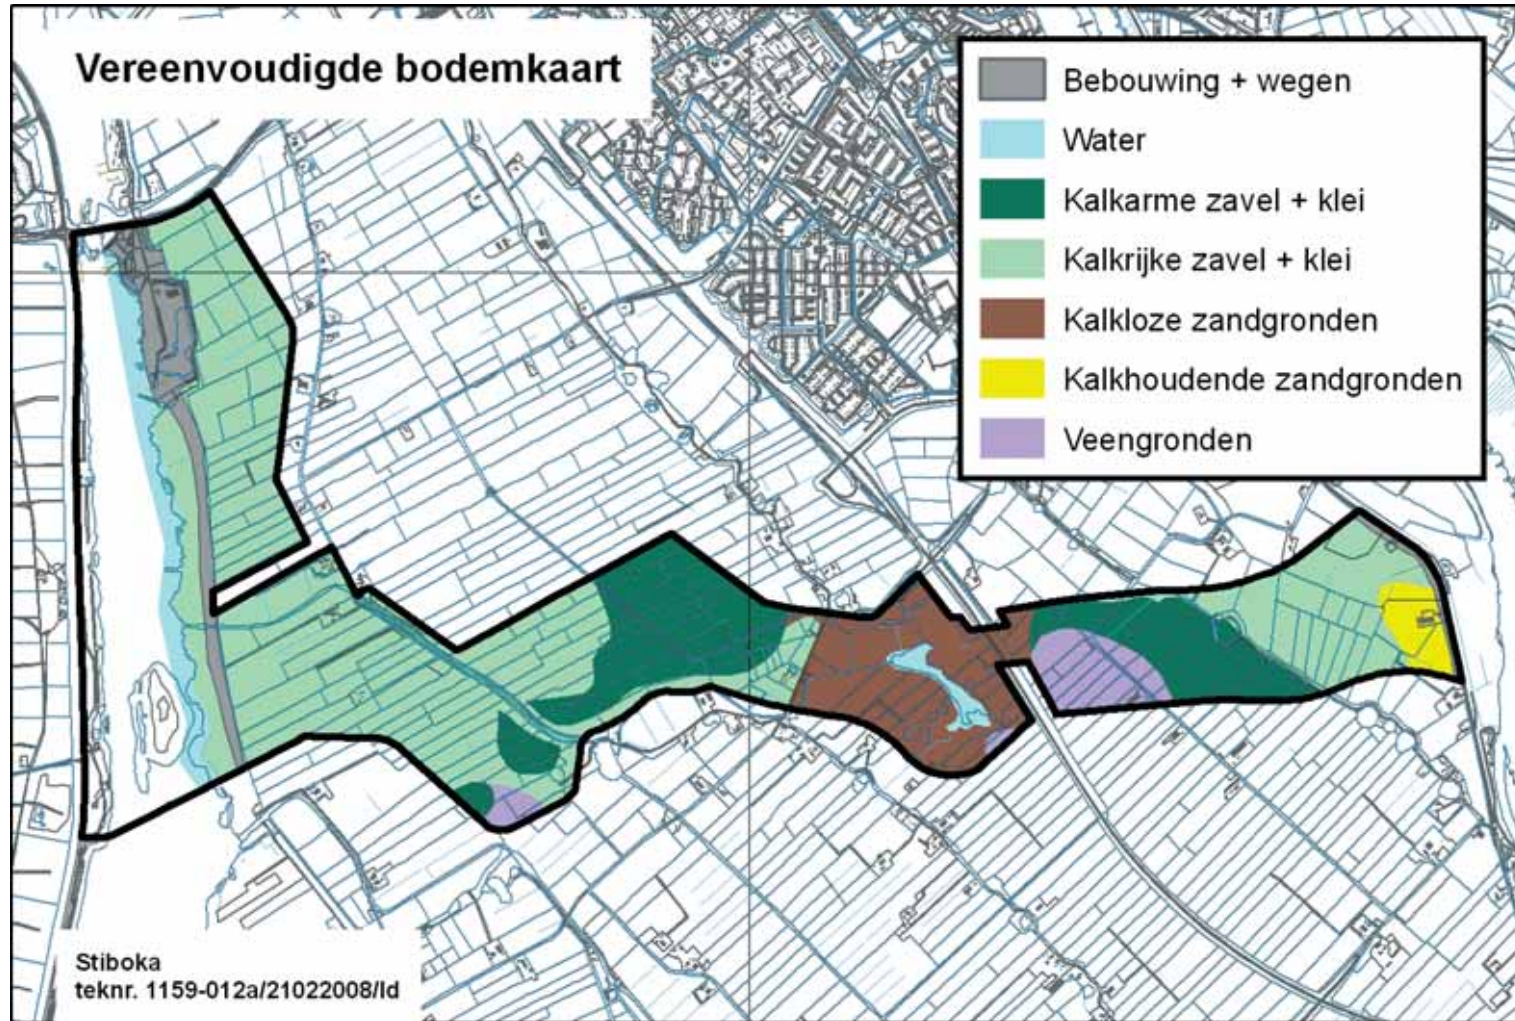 Vereenvoudigde bodemkaart
Bebouwing + wegen
Water
Kalkarme zavel + klei
Kalkrijke zavel + klei
Kalkloze zandgronden
Kalkhoudende zandgronden
Veengronden
Stiboka
teknr. 1159-012a/21022008/ld